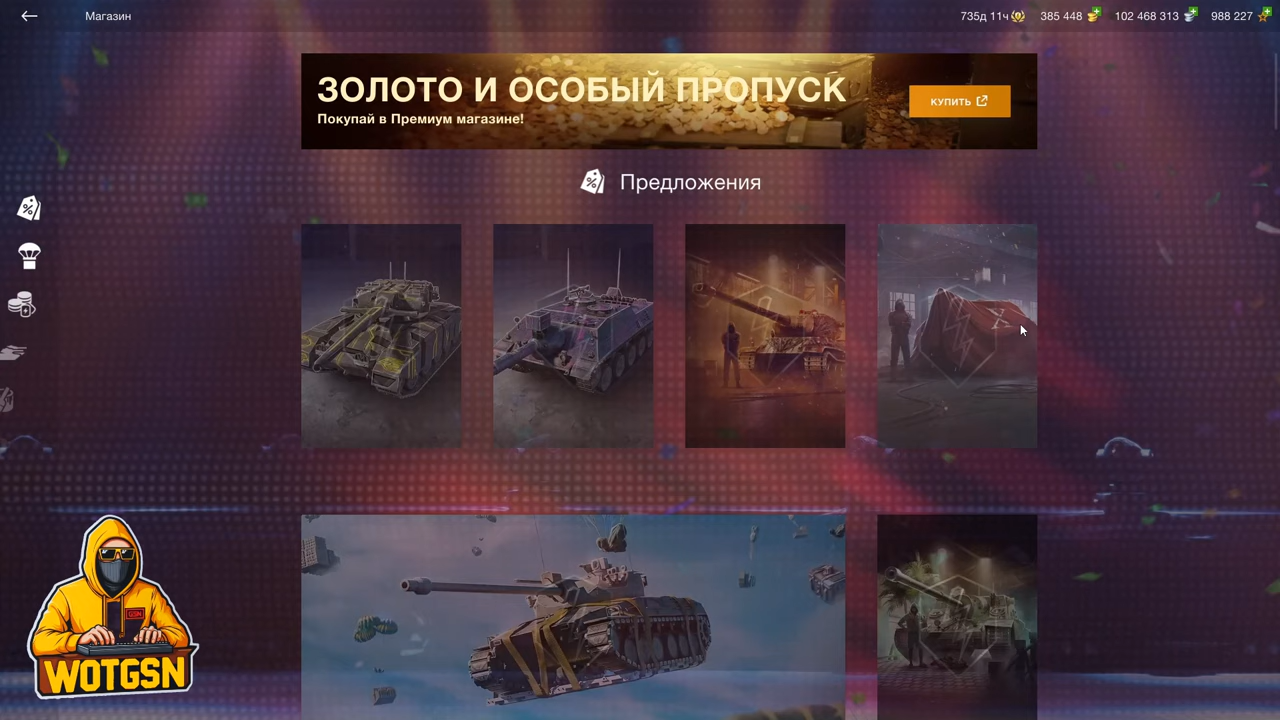 Магазин
735д 11ч
385 448
102 468 313
988 227
ЗОЛОТО И ОСОБЫЙ ПРОПУСК
Покупай в Премиум магазине!
КУПИТЬ
Предложения
GSN
WOTGSN